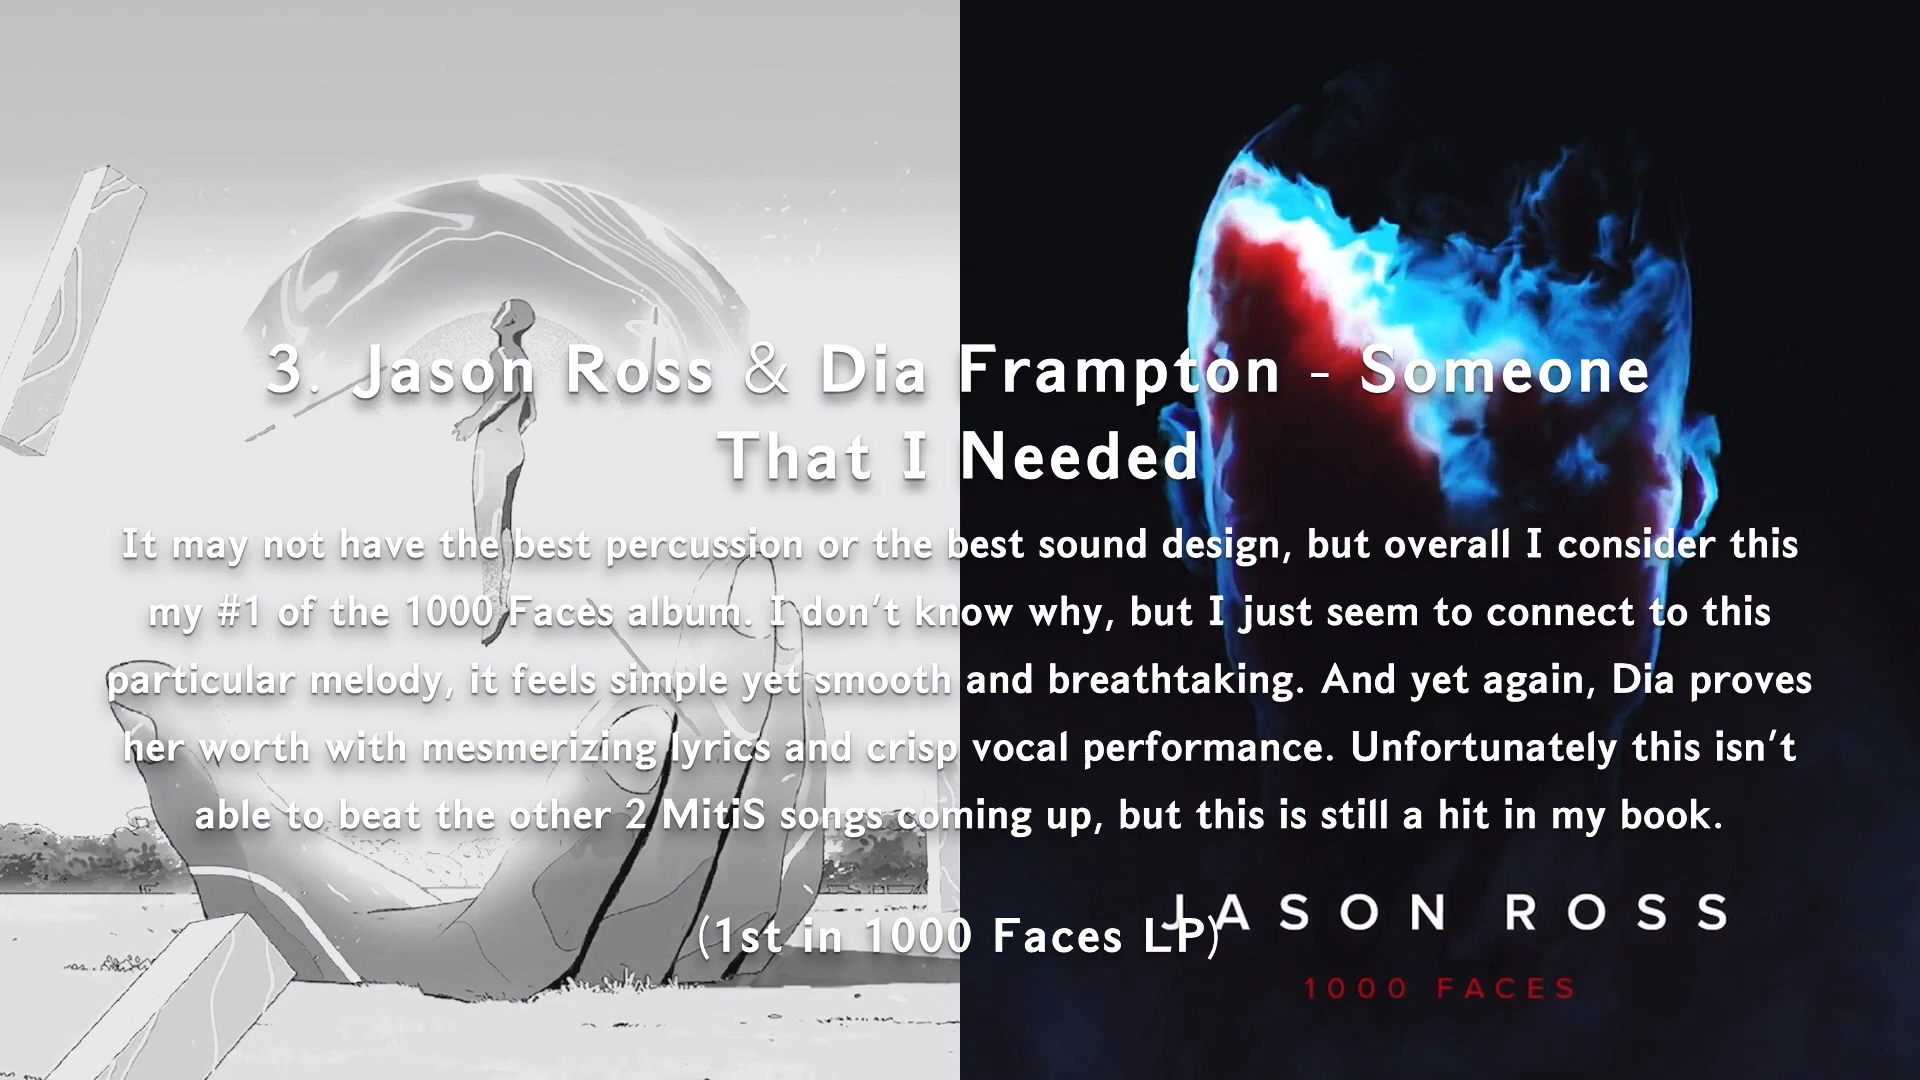 3. Jason Ross & Dia Frampton - Someone
That I Needed
It may not have the best percussion or the best sound design, but overall I consider this
my #1 of the 1000 Faces album. I don't know why, but I just seem to connect to this
particular melody, it feels simple yet smooth and breathtaking. And yet again, Dia proves
her worth with mesmerizing lyrics and crisp vocal performance. Unfortunately this isn't
able to beat the other 2 MitiS songs coming up, but this is still a hit in my book.
(1st in 1000 Faces LP)
JASON ROSS
1000 FACES